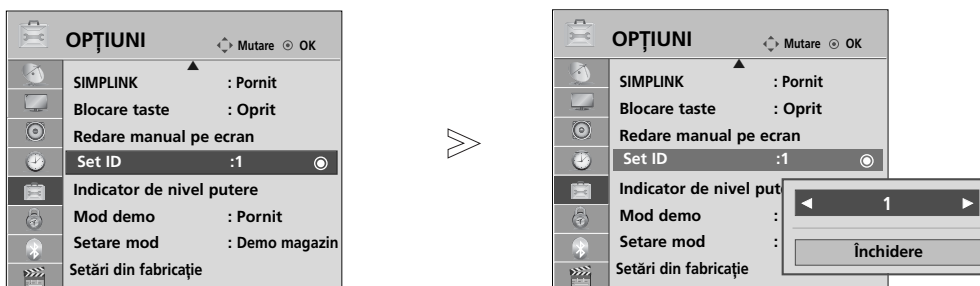 OPȚIUNI
Mutare OK
SIMPLINK : Pornit
Blocare taste : Oprit
Redare manual pe ecran
Set ID :1
Indicator de nivel putere
Mod demo : Pornit
Setare mod : Demo magazin
Setări din fabricaţie
OPȚIUNI
Mutare OK
SIMPLINK : Pornit
Blocare taste : Oprit
Redare manual pe ecran
Set ID :1
Indicator de nivel pute
Mod demo :
Setare mod :
Setări din fabricaţie
1
Închidere